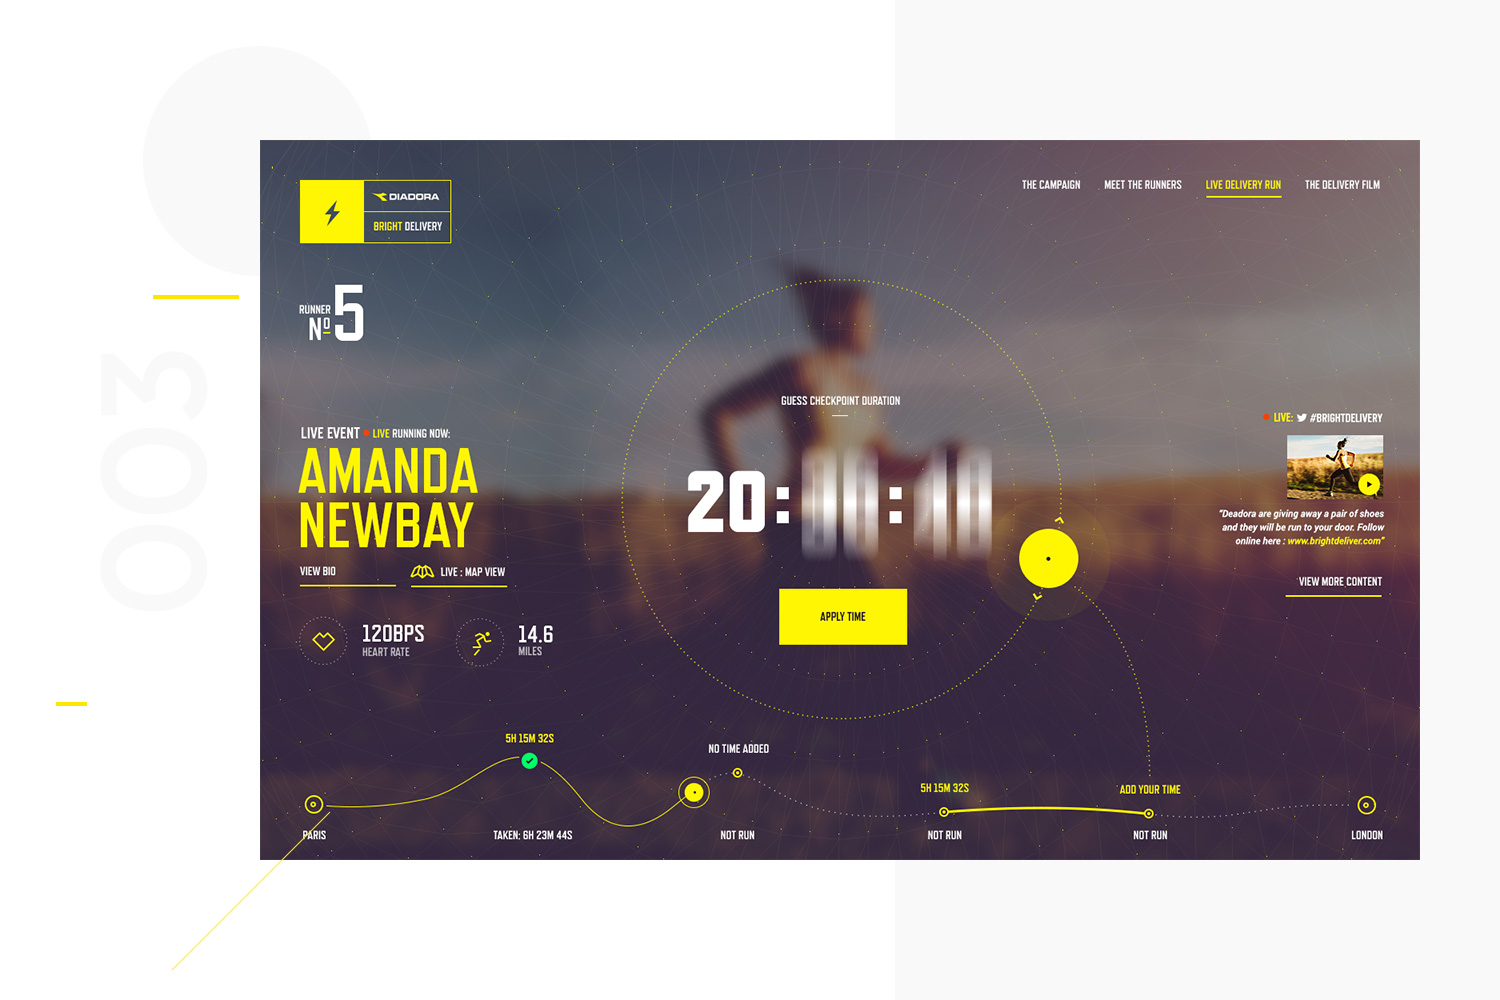 003
DIADORA
BRIGHT DELIVERY
THE CAMPAIGN
MEET THE RUNNERS
LIVE DELIVERY RUN
THE DELIVERY FILM
RUNNER
Nº 5
LIVE EVENT LIVE RUNNING NOW:
AMANDA
NEWBAY
VIEW BIO
LIVE : MAP VIEW
120BPS
HEART RATE
14.6
MILES
GUESS CHECKPOINT DURATION
20 : :
APPLY TIME
LIVE: #BRIGHTDELIVERY
"Deadora are giving away a pair of shoes
and they will be run to your door. Follow
online here : www.brightdeliver.com"
VIEW MORE CONTENT
PARIS
5H 15M 32S
TAKEN: 6H 23M 44S
NO TIME ADDED
NOT RUN
5H 15M 32S
NOT RUN
ADD YOUR TIME
NOT RUN
LONDON